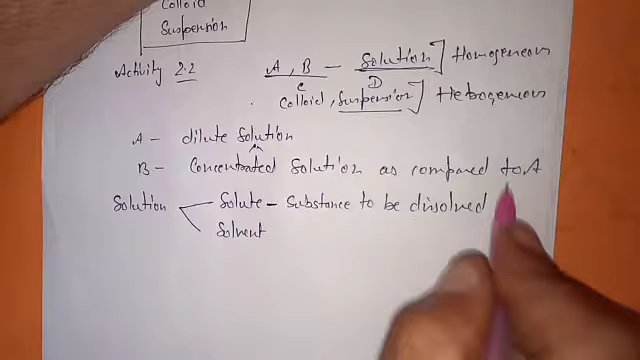 Colloid
Suspension
Activity 2.2
A, B - Solution] Homogeneous
C D
Colloid, Suspension] Hetrogeneous
A - dilute solution
B - Concentrated Solution as compared to A
Solution
Solute - Substance to be dissolved
Solvent